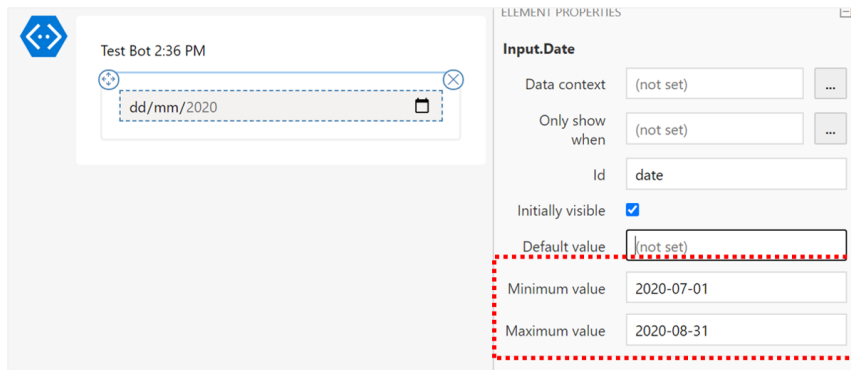 ELEMENT PROPERTIES
Test Bot 2:36 PM
dd/mm/2020
Input.Date
Data context (not set) ...
Only show when (not set) ...
Id date
Initially visible
Default value (not set)
Minimum value 2020-07-01
Maximum value 2020-08-31